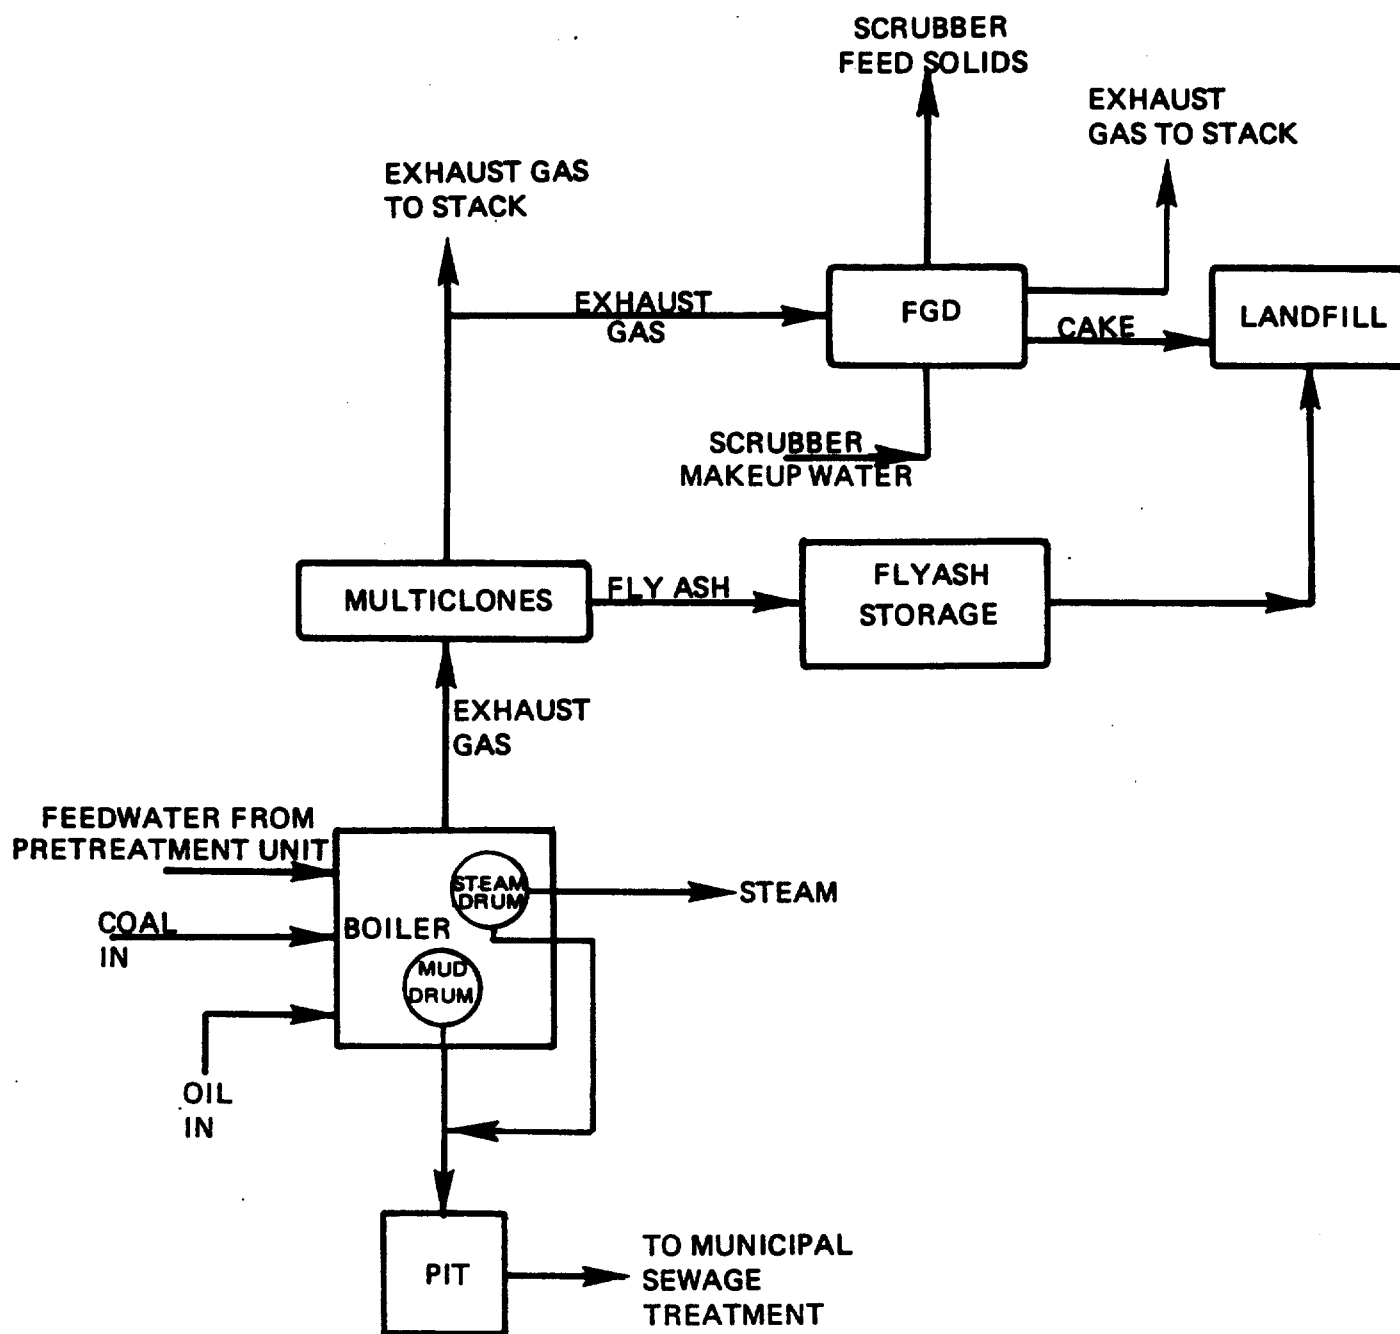 SCRUBBER
FEED SOLIDS
EXHAUST
GAS TO STACK
EXHAUST GAS
TO STACK
EXHAUST
GAS
FGD
CAKE
LANDFILL
SCRUBBER
MAKEUP WATER
MULTICLONES
FLY ASH
FLYASH
STORAGE
EXHAUST
GAS
FEEDWATER FROM
PRETREATMENT UNIT
COAL
IN
BOILER
STEAM
DRUM
STEAM
MUD
DRUM
OIL
IN
PIT
TO MUNICIPAL
SEWAGE
TREATMENT